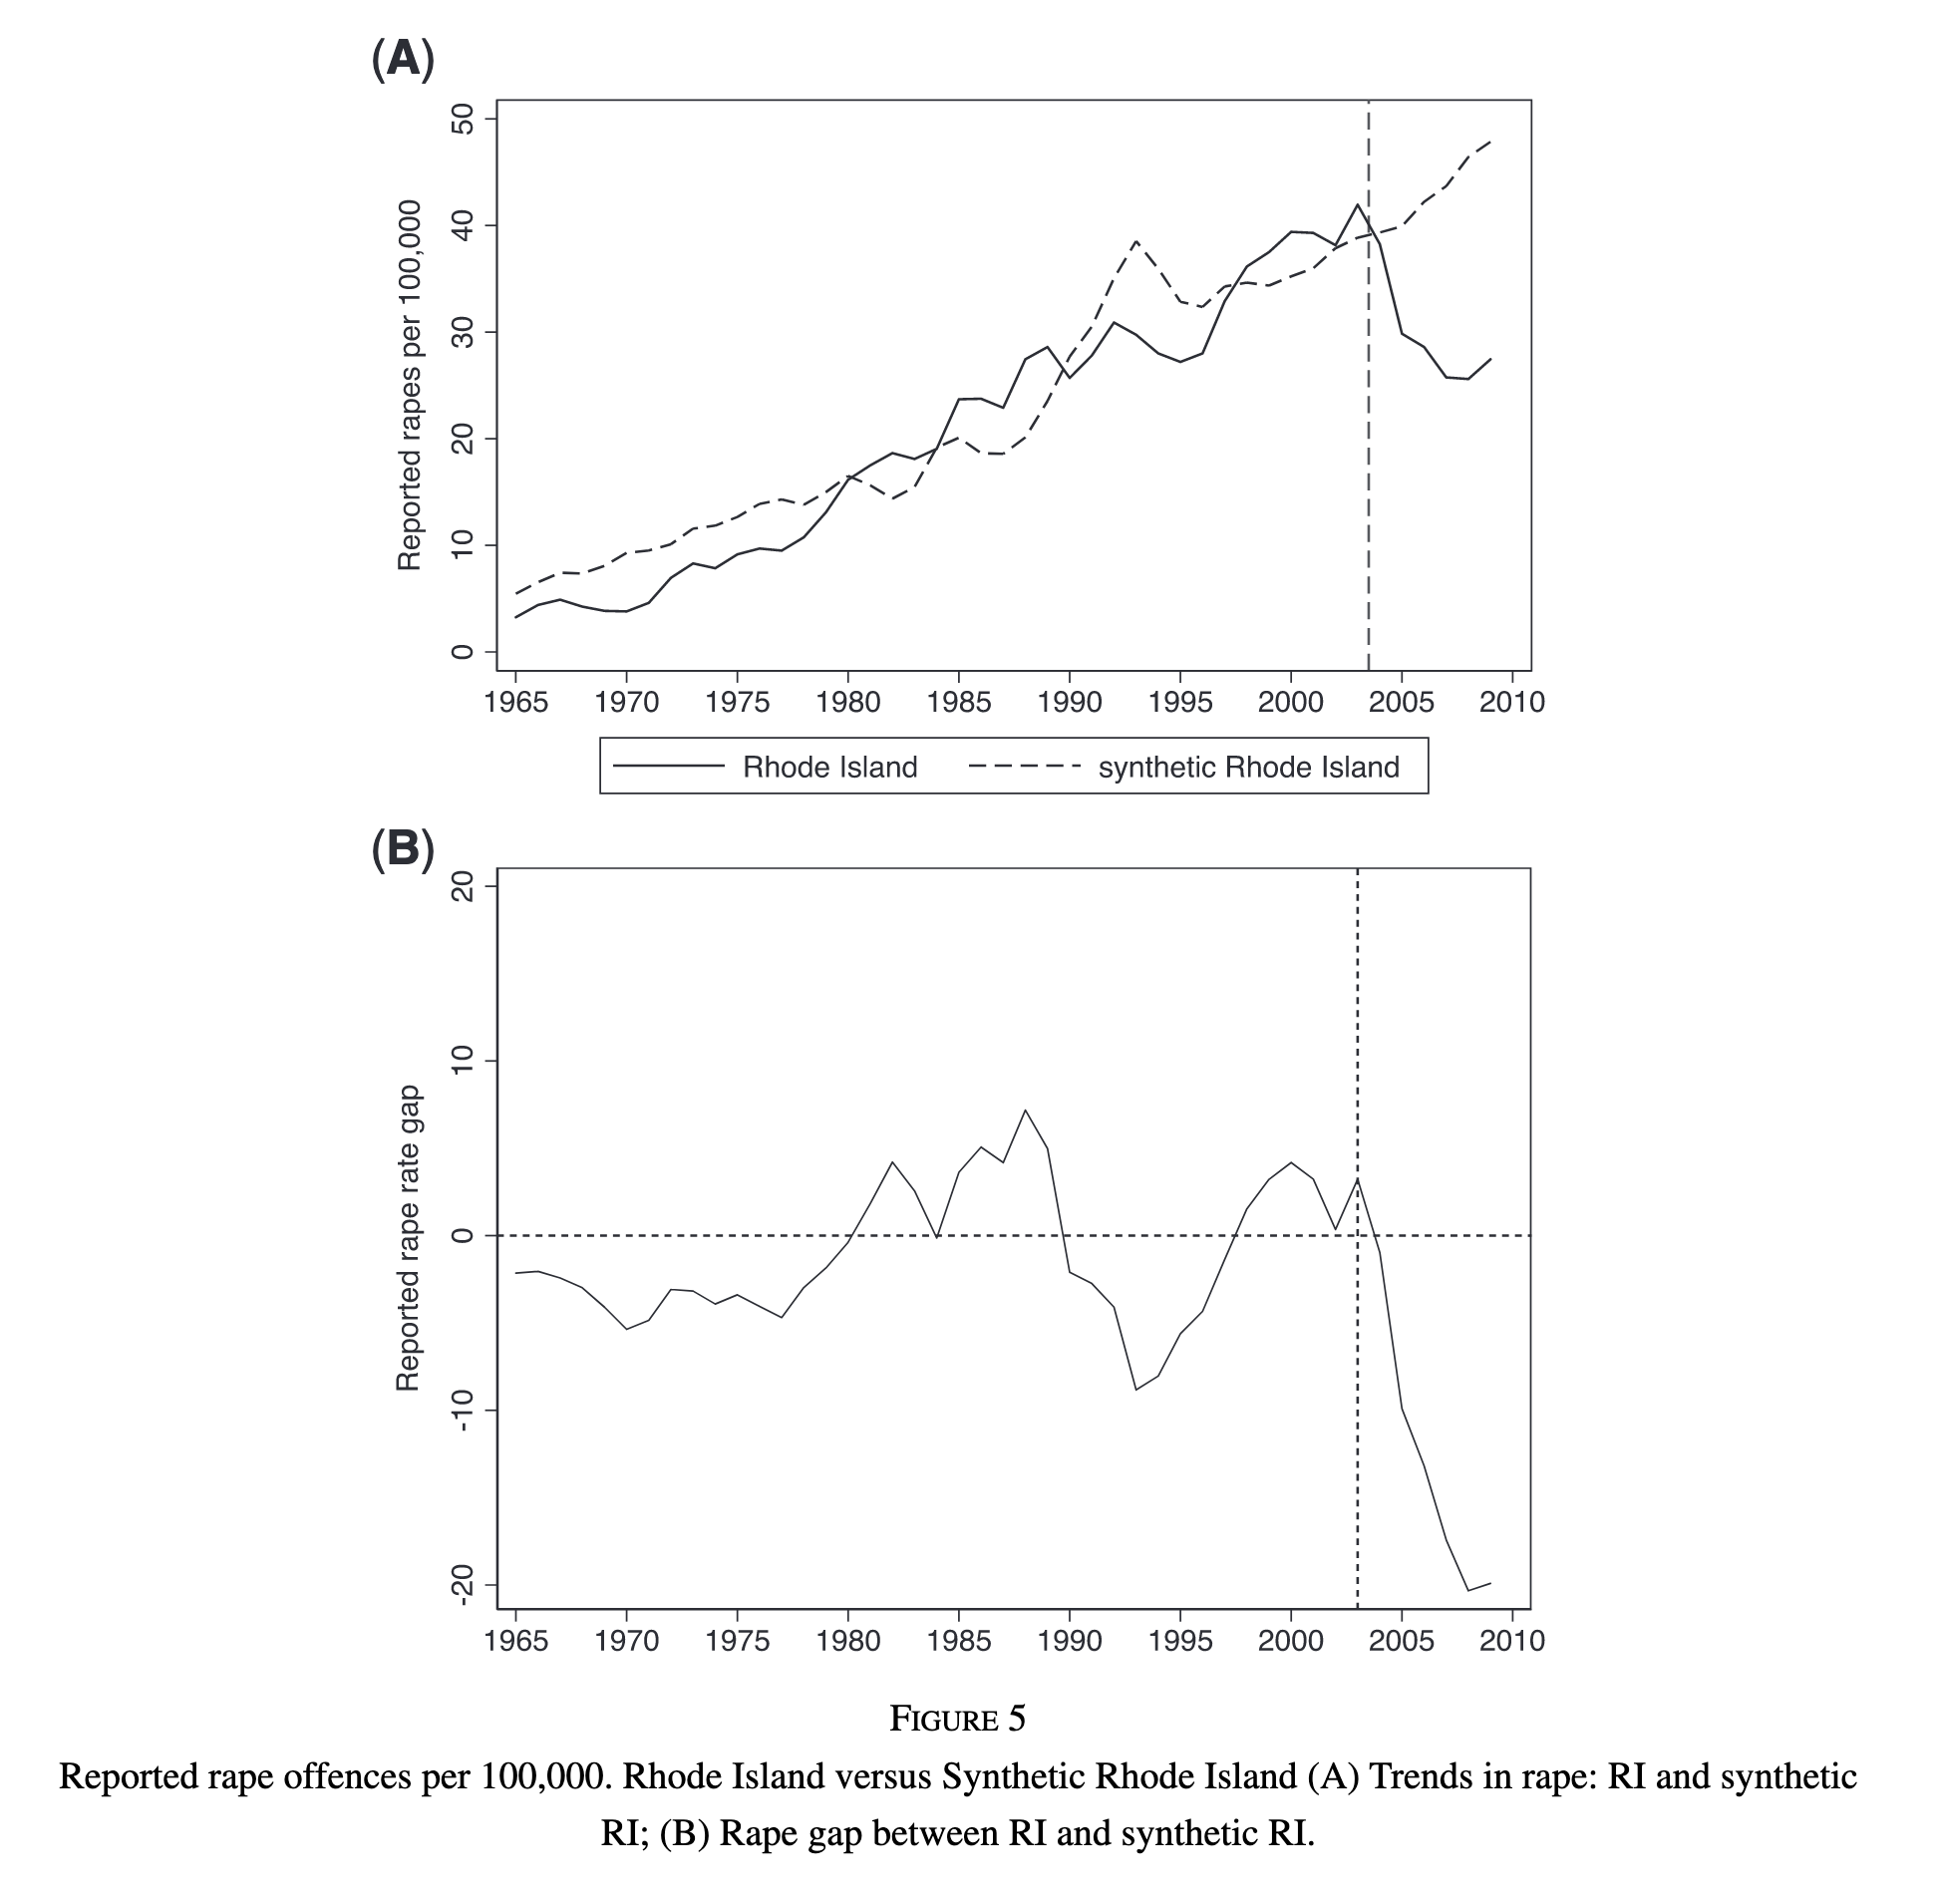 (A)
Reported rapes per 100,000
50
40
30
20
10
0
1965 1970 1975 1980 1985 1990 1995 2000 2005 2010
Rhode Island synthetic Rhode Island
(B)
Reported rape rate gap
20
10
0
-10
-20
1965 1970 1975 1980 1985 1990 1995 2000 2005 2010
FIGURE 5
Reported rape offences per 100,000. Rhode Island versus Synthetic Rhode Island (A) Trends in rape: RI and synthetic
RI; (B) Rape gap between RI and synthetic RI.